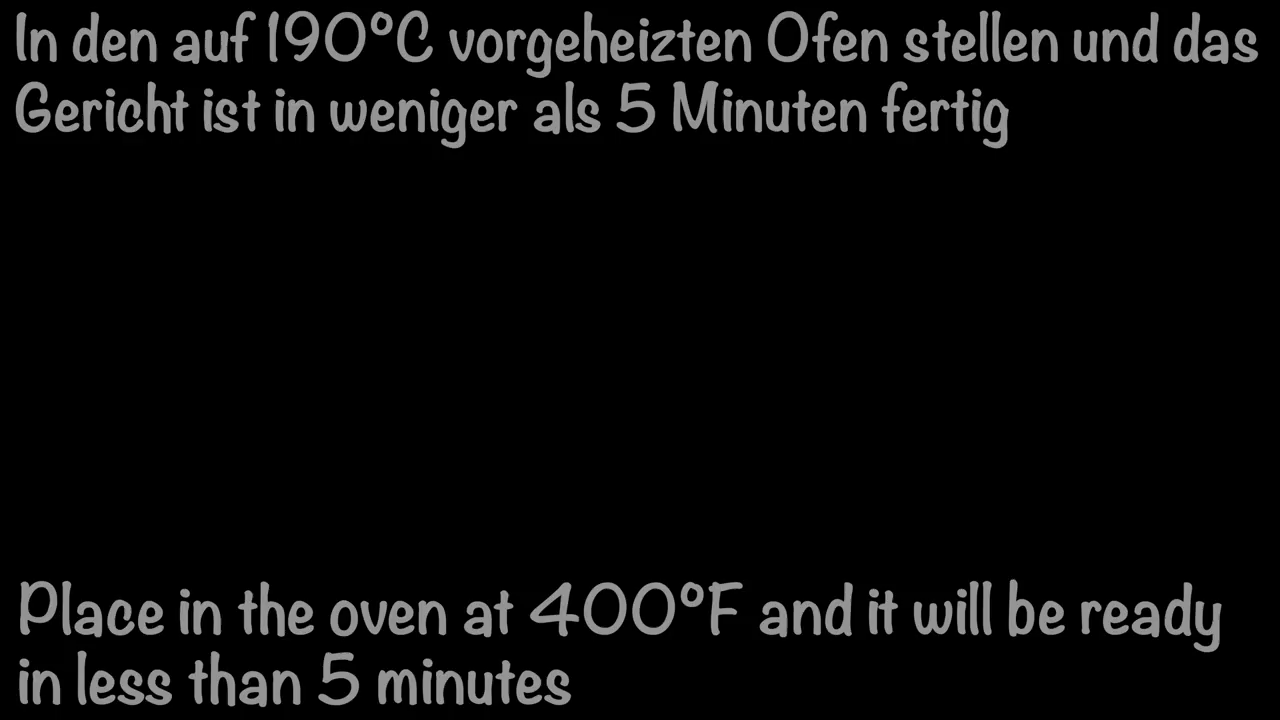 In den auf 190°C vorgeheizten Ofen stellen und das
Gericht ist in weniger als 5 Minuten fertig
Place in the oven at 400°F and it will be ready
in less than 5 minutes